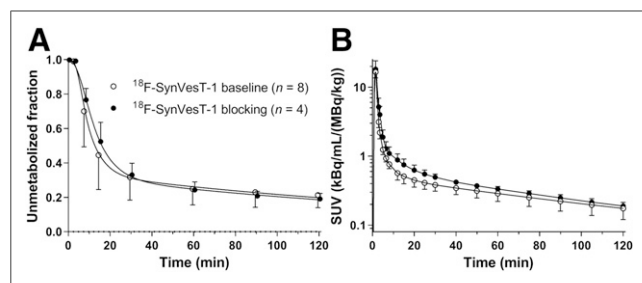 A
Unmetabolized fraction
1.0
0.8
0.6
0.4
0.2
0.0
○ ¹⁸F-SynVesT-1 baseline (n = 8)
● ¹⁸F-SynVesT-1 blocking (n = 4)
0 20 40 60 80 100 120
Time (min)
B
SUV (kBq/mL/(MBq/kg))
10
1
0.1
0 20 40 60 80 100 120
Time (min)